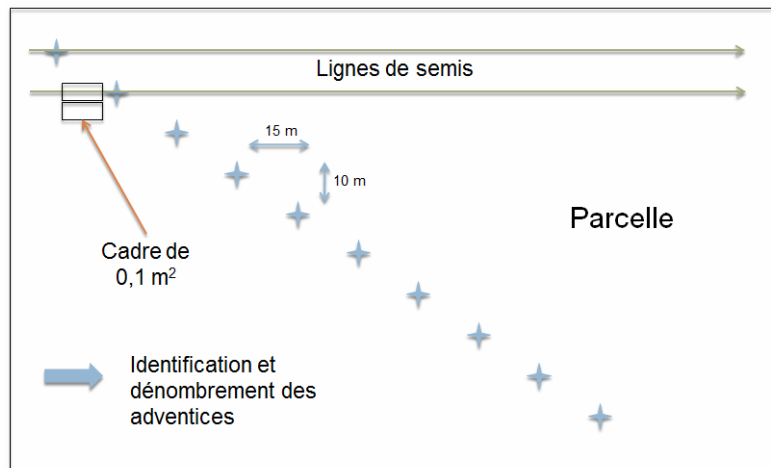 Lignes de semis
15 m
10 m
Parcelle
Cadre de
0,1 m²
Identification et
dénombrement des
adventices